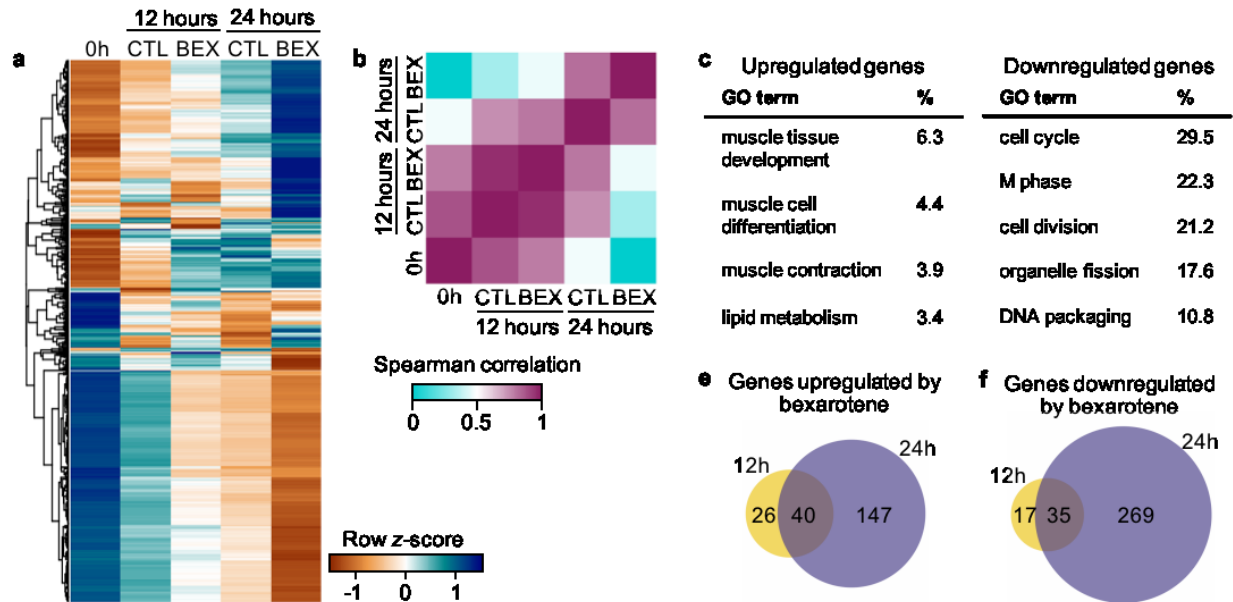 12 hours 24 hours
a 0h CTL BEX CTL BEX
Row z-score
-1 0 1
b
24 hours
BEX
CTL
12 hours
BEX
CTL
0h
0h CTL BEX CTL BEX
12 hours 24 hours
Spearman correlation
0 0.5 1
c Upregulated genes Downregulated genes
GO term % GO term %
muscle tissue 6.3 cell cycle 29.5
development
M phase 22.3
muscle cell 4.4
differentiation cell division 21.2
muscle contraction 3.9 organelle fission 17.6
lipid metabolism 3.4 DNA packaging 10.8
e Genes upregulated by
bexarotene
12h 24h
26 40 147
f Genes downregulated
by bexarotene
12h 24h
17 35 269